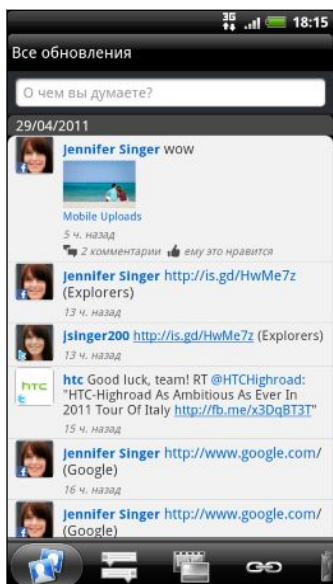 3G 18:15
Все обновления
О чем вы думаете?
29/04/2011
Jennifer Singer wow
Mobile Uploads
5 ч. назад
2 комментарии ему это нравится
Jennifer Singer http://is.gd/HwMe7z
(Explorers)
13 ч. назад
jsinger200 http://is.gd/HwMe7z (Explorers)
13 ч. назад
hTC
htc Good luck, team! RT @HTCHighroad:
"HTC-Highroad As Ambitious As Ever In
2011 Tour Of Italy http://fb.me/x3DqBT3T"
15 ч. назад
Jennifer Singer http://www.google.com/
(Google)
16 ч. назад
Jennifer Singer http://www.google.com/
(Google)